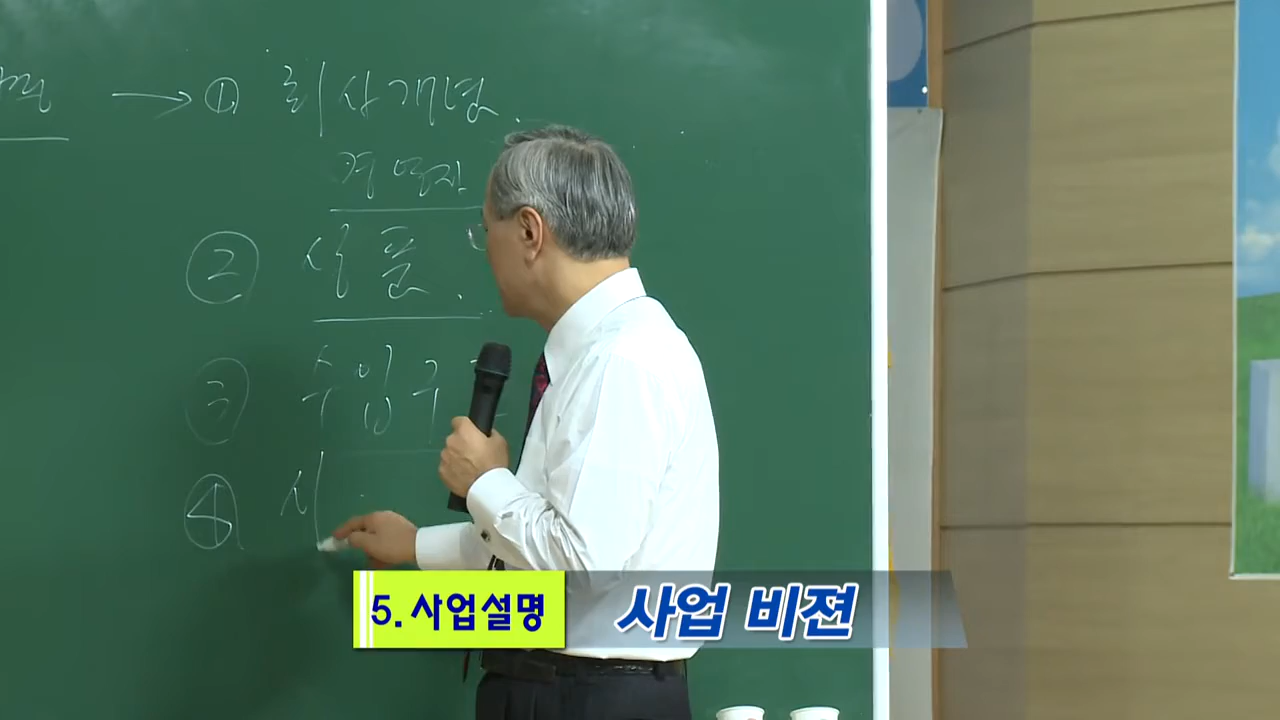 → ① 회사개념.
경영자
② 상품.
③ 수입구
④ 시
5. 사업설명 사업 비젼